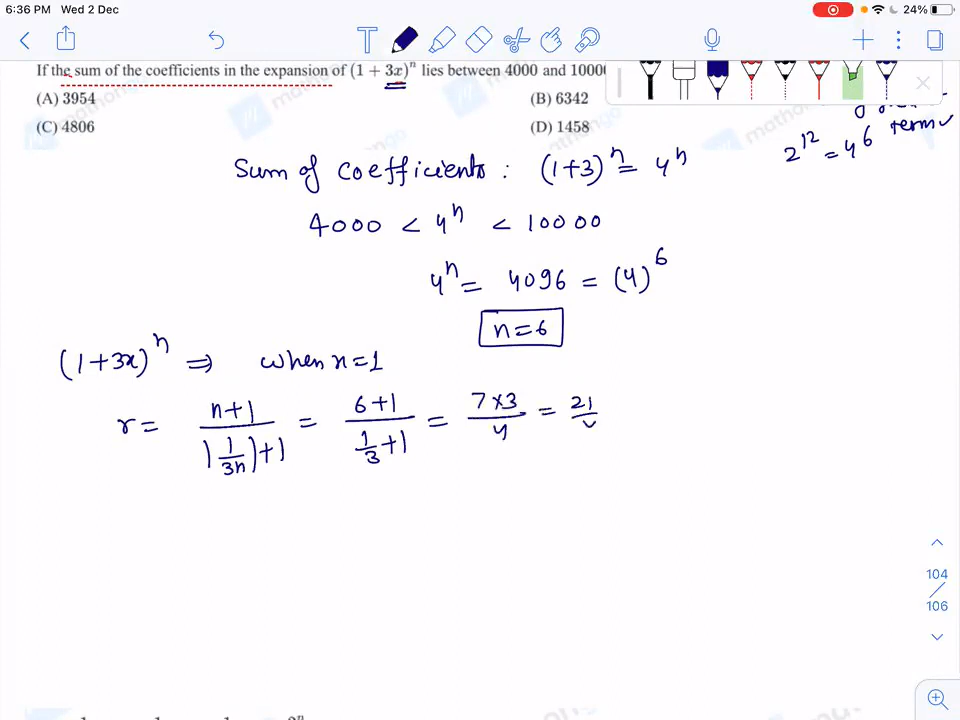 6:36 PM Wed 2 Dec 24%
If the sum of the coefficients in the expansion of (1 + 3x)^n lies between 4000 and 10000
(A) 3954 (B) 6342
(C) 4806 (D) 1458
term
2^12 = 4^6
Sum of coefficients : (1+3)^n = 4^n
4000 < 4^n < 10000
4^n = 4096 = (4)^6
n=6
(1+3x)^n ⇒ when x=1
r = n+1 / |1/3x|+1 = 6+1 / 1/3+1 = 7×3 / 4 = 21/
104
106